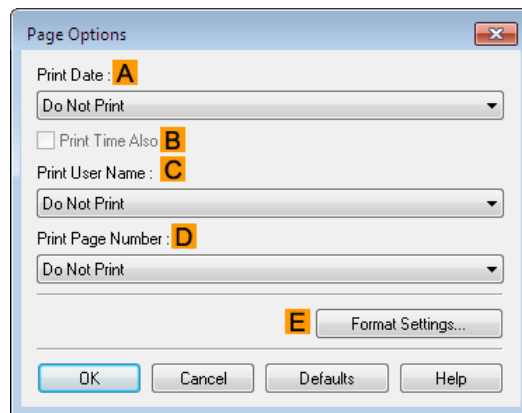 Page Options
Print Date : A
Do Not Print
Print Time Also B
Print User Name : C
Do Not Print
Print Page Number : D
Do Not Print
E Format Settings...
OK Cancel Defaults Help